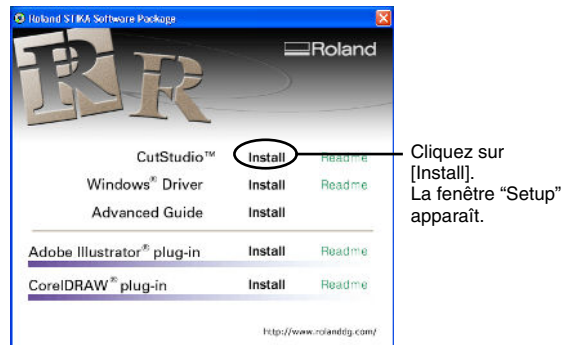 Roland STIKA Software Package
Roland
CutStudio™ Install Readme
Windows® Driver Install Readme
Advanced Guide Install
Adobe Illustrator® plug-in Install Readme
CorelDRAW® plug-in Install Readme
http://www.rolanddg.com/
Cliquez sur
[Install].
La fenêtre “Setup”
apparaît.